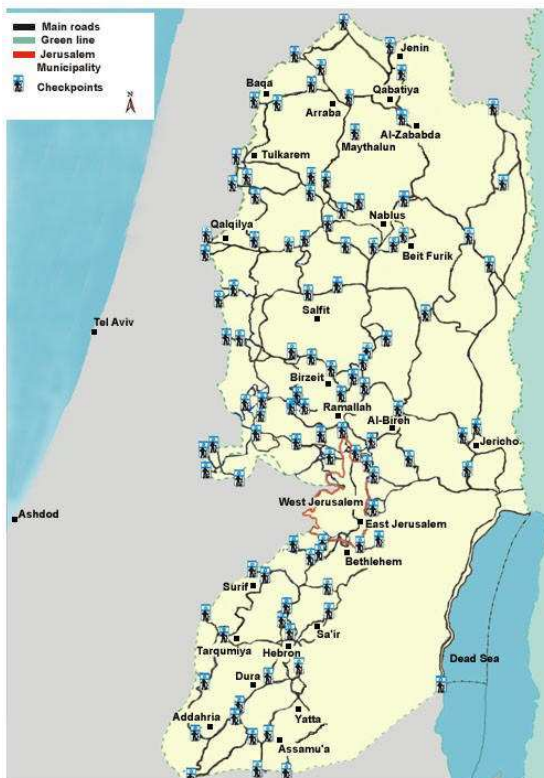 Main roads
Green line
Jerusalem
Municipality
Checkpoints
N
Jenin
Baqa
Qabatiya
Arraba
Al-Zababda
Maythalun
Tulkarem
Nablus
Qalqilya
Beit Furik
Salfit
Tel Aviv
Birzeit
Ramallah
Al-Bireh
Jericho
West Jerusalem
Ashdod
East Jerusalem
Bethlehem
Surif
Sa'ir
Tarqumiya
Hebron
Dead Sea
Dura
Addahria
Yatta
Assamu'a